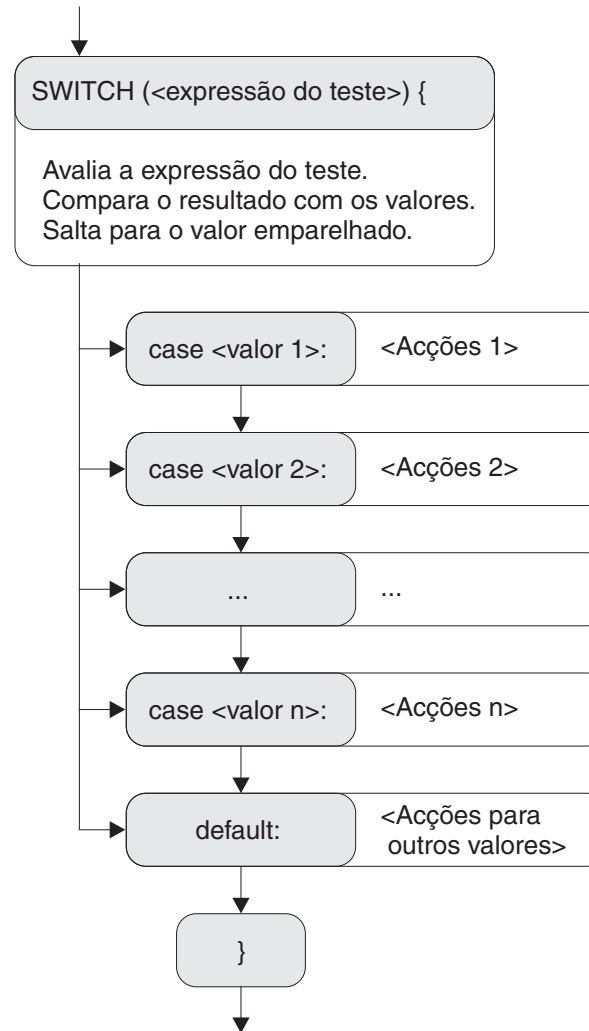 SWITCH (<expressão do teste>) {
Avalia a expressão do teste.
Compara o resultado com os valores.
Salta para o valor emparelhado.
case <valor 1>: <Acções 1>
case <valor 2>: <Acções 2>
... ...
case <valor n>: <Acções n>
default: <Acções para
outros valores>
}